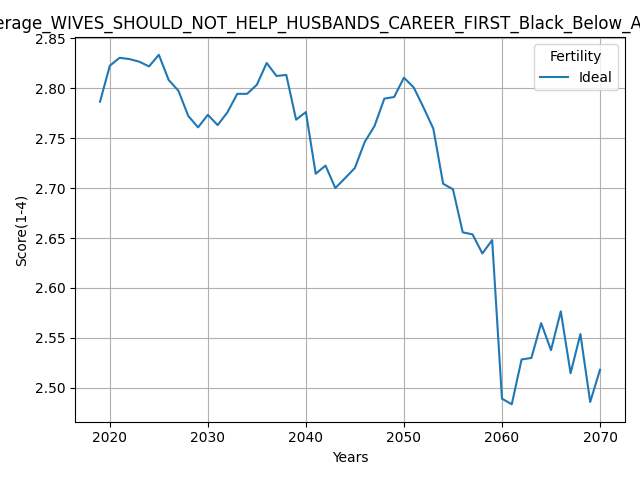 erage_WIVES_SHOULD_NOT_HELP_HUSBANDS_CAREER_FIRST_Black_Below_A
Fertility
Ideal
2.85
2.80
2.75
2.70
2.65
2.60
2.55
2.50
Score(1-4)
2020 2030 2040 2050 2060 2070
Years